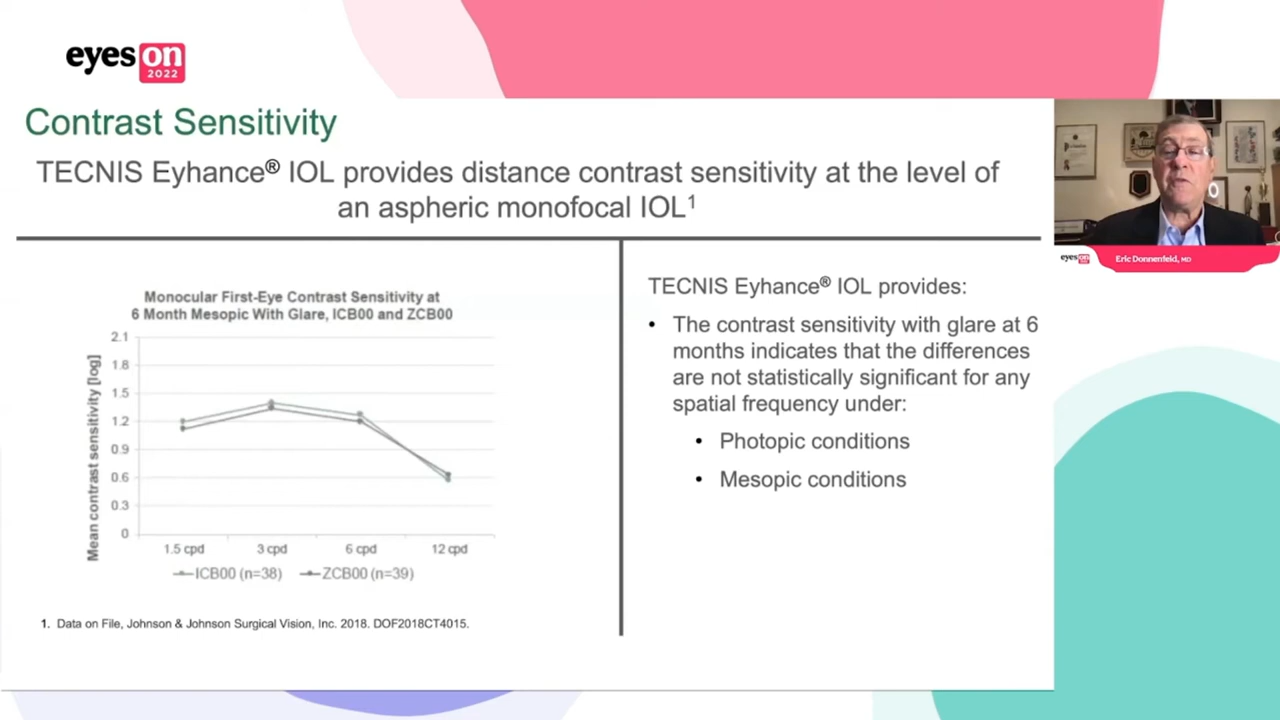 eyes on
2022
Contrast Sensitivity
TECNIS Eyhance® IOL provides distance contrast sensitivity at the level of
an aspheric monofocal IOL1
Monocular First-Eye Contrast Sensitivity at
6 Month Mesopic With Glare, ICB00 and ZCB00
Mean contrast sensitivity [log]
2.1
1.8
1.5
1.2
0.9
0.6
0.3
0
1.5 cpd 3 cpd 6 cpd 12 cpd
ICB00 (n=38) ZCB00 (n=39)
1. Data on File, Johnson & Johnson Surgical Vision, Inc. 2018. DOF2018CT4015.
TECNIS Eyhance® IOL provides:
• The contrast sensitivity with glare at 6
months indicates that the differences
are not statistically significant for any
spatial frequency under:
• Photopic conditions
• Mesopic conditions
eyes on
Eric Donnenfeld, MD